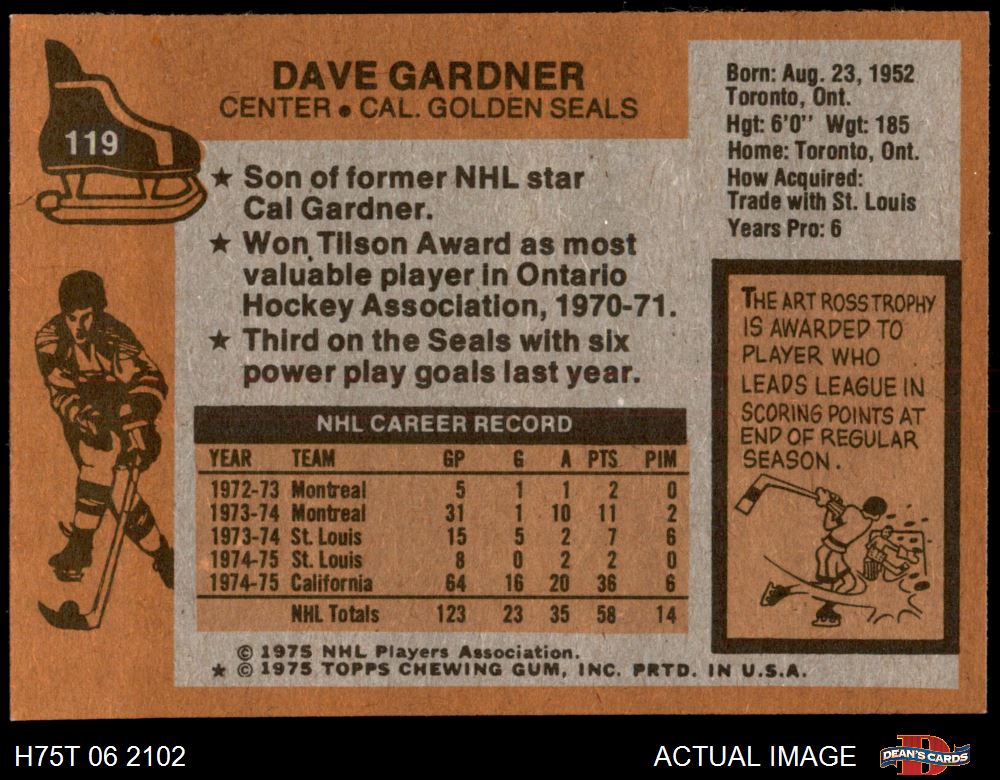 119
DAVE GARDNER
CENTER • CAL. GOLDEN SEALS
★ Son of former NHL star
Cal Gardner.
★ Won Tilson Award as most
valuable player in Ontario
Hockey Association, 1970-71.
★ Third on the Seals with six
power play goals last year.
Born: Aug. 23, 1952
Toronto, Ont.
Hgt: 6'0" Wgt: 185
Home: Toronto, Ont.
How Acquired:
Trade with St. Louis
Years Pro: 6
THE ART ROSS TROPHY
IS AWARDED TO
PLAYER WHO
LEADS LEAGUE IN
SCORING POINTS AT
END OF REGULAR
SEASON.
NHL CAREER RECORD
YEAR TEAM GP G A PTS PIM
1972-73 Montreal 5 1 1 2 0
1973-74 Montreal 31 1 10 11 2
1973-74 St. Louis 15 5 2 7 6
1974-75 St. Louis 8 0 2 2 0
1974-75 California 64 16 20 36 6
NHL Totals 123 23 35 58 14
© 1975 NHL Players Association.
★ © 1975 TOPPS CHEWING GUM, INC. PRTD. IN U.S.A.
H75T 06 2102
ACTUAL IMAGE
DEAN'S CARDS